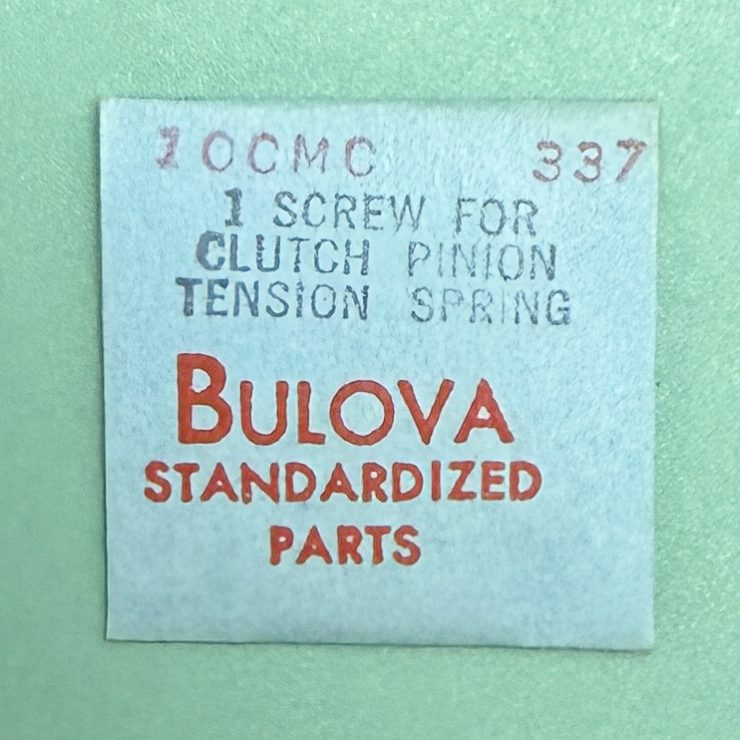 10CMC 337
1 SCREW FOR
CLUTCH PINION
TENSION SPRING
BULOVA
STANDARDIZED
PARTS